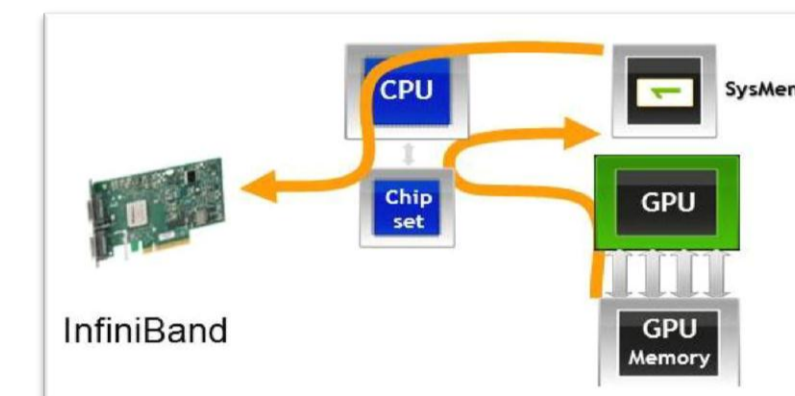 CPU
SysMem
Chip
set
GPU
InfiniBand
GPU
Memory